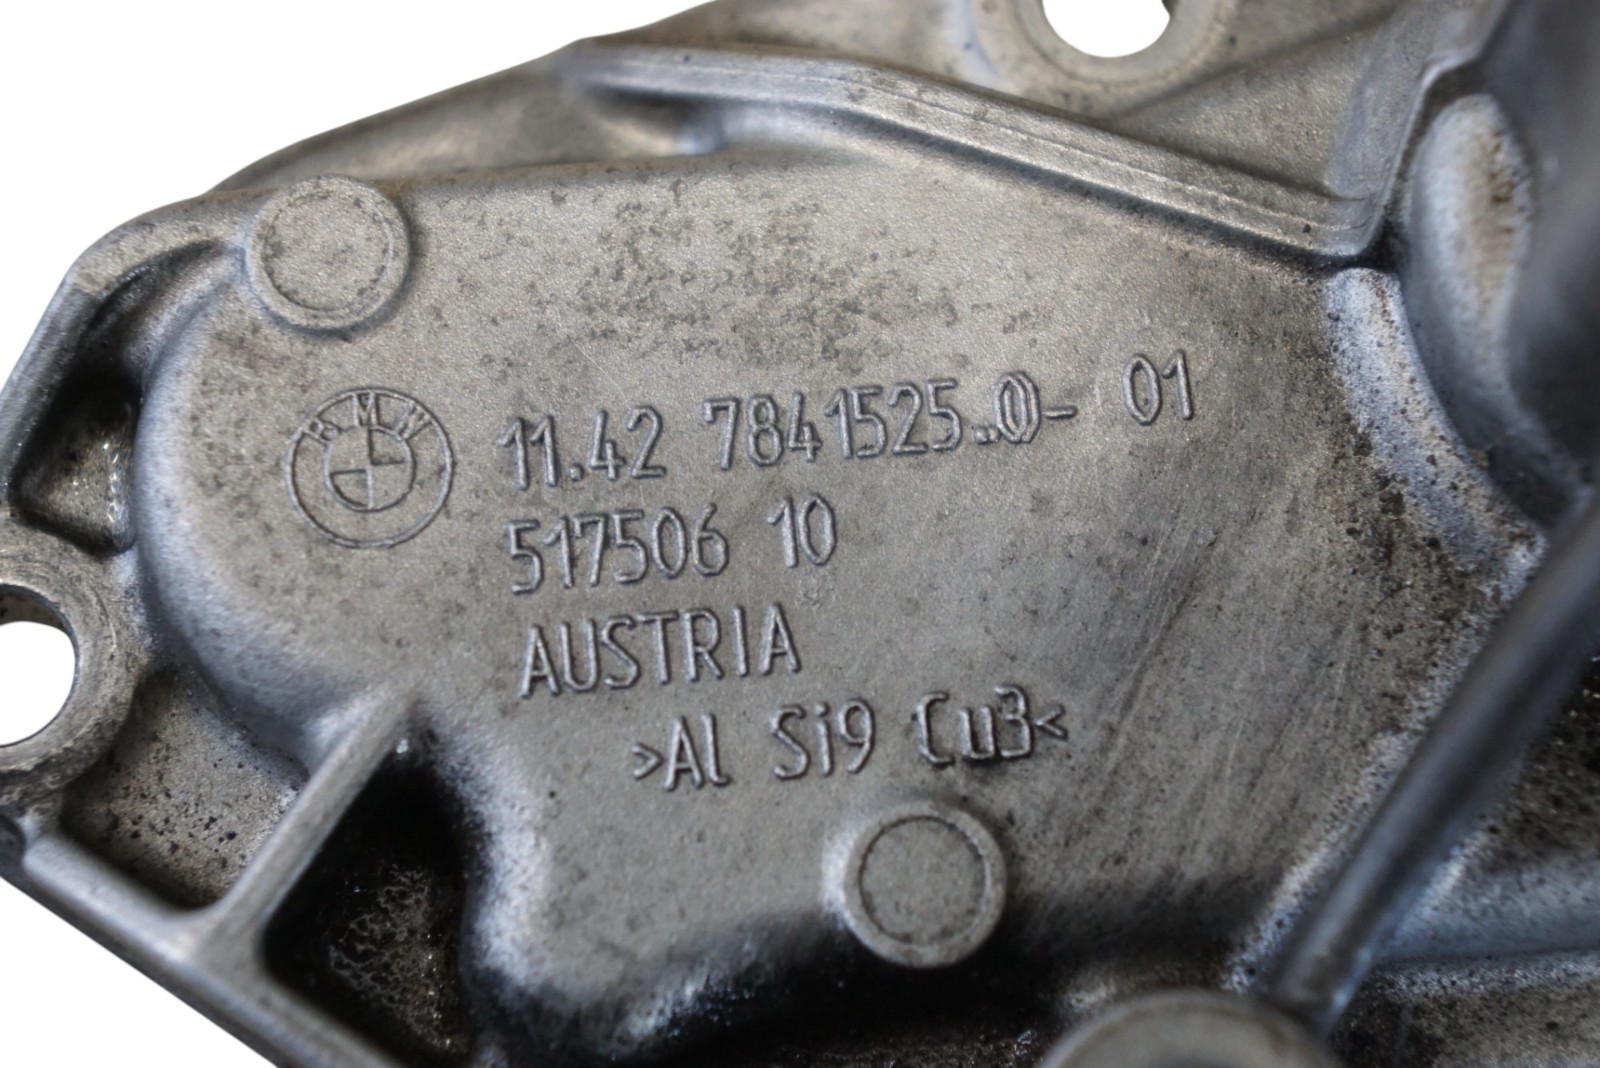 BMW
11.42 7841525..0- 01
517506 10
AUSTRIA
>Al Si9 Cu3<